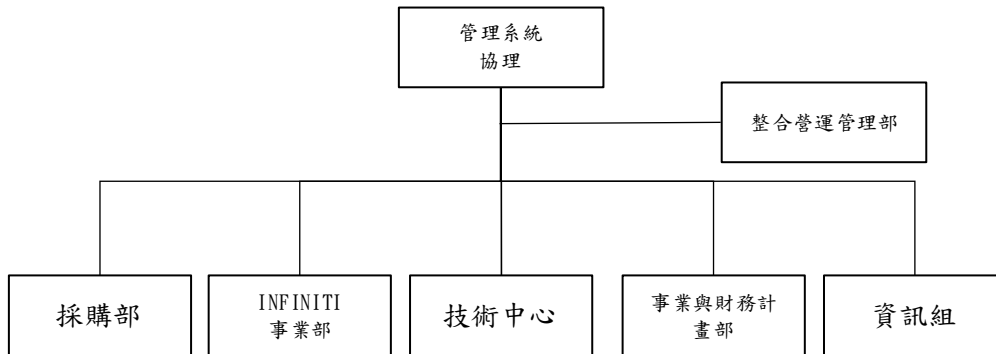 管理系統
協理
整合營運管理部
採購部
INFINITI
事業部
技術中心
事業與財務計
畫部
資訊組